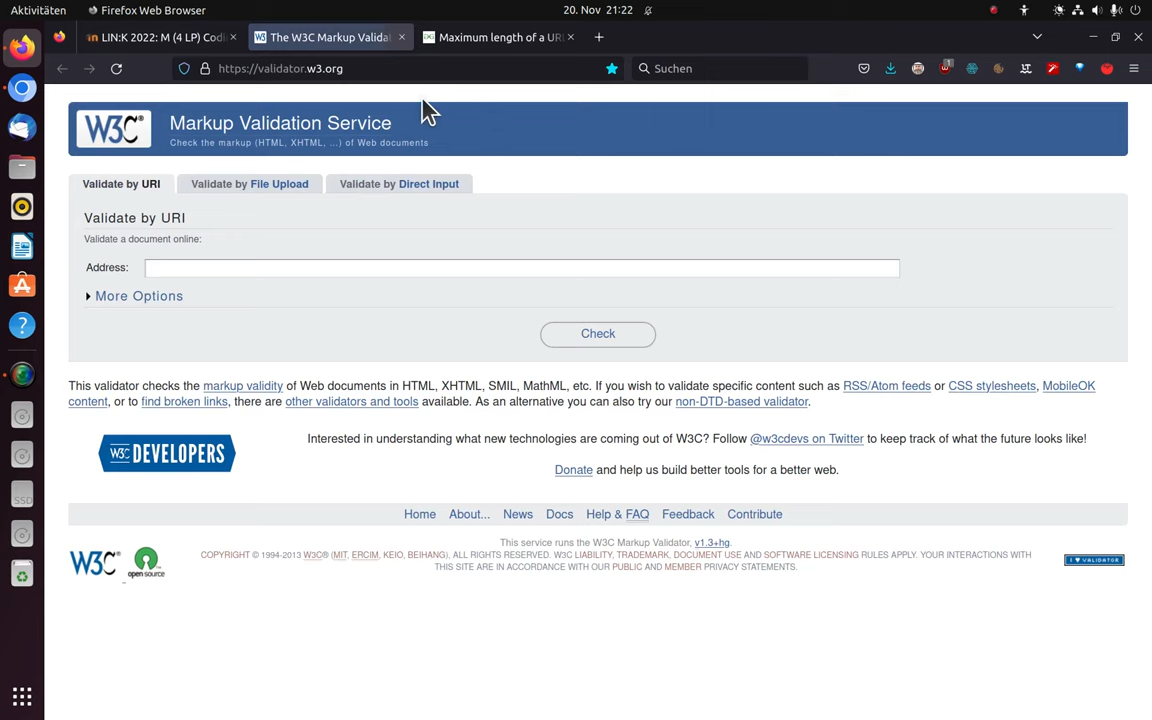 Aktivitäten
Firefox Web Browser
20. Nov 21:22
LIN:K 2022: M (4 LP) Codi
The W3C Markup Valida
Maximum length of a UR
https://validator.w3.org
Suchen
1
W3C
Markup Validation Service
Check the markup (HTML, XHTML, ...) of Web documents
Validate by URI
Validate by File Upload
Validate by Direct Input
Validate by URI
Validate a document online:
Address:
More Options
Check
This validator checks the markup validity of Web documents in HTML, XHTML, SMIL, MathML, etc. If you wish to validate specific content such as RSS/Atom feeds or CSS stylesheets, MobileOK
content, or to find broken links, there are other validators and tools available. As an alternative you can also try our non-DTD-based validator.
W3C DEVELOPERS
Interested in understanding what new technologies are coming out of W3C? Follow @w3cdevs on Twitter to keep track of what the future looks like!
Donate and help us build better tools for a better web.
SSD
Home About... News Docs Help & FAQ Feedback Contribute
This service runs the W3C Markup Validator, v1.3+hg.
W3C
open source
COPYRIGHT © 1994-2013 W3C® (MIT, ERCIM, KEIO, BEIHANG), ALL RIGHTS RESERVED. W3C LIABILITY, TRADEMARK, DOCUMENT USE AND SOFTWARE LICENSING RULES APPLY. YOUR INTERACTIONS WITH
THIS SITE ARE IN ACCORDANCE WITH OUR PUBLIC AND MEMBER PRIVACY STATEMENTS.
I ♥ VALIDATOR